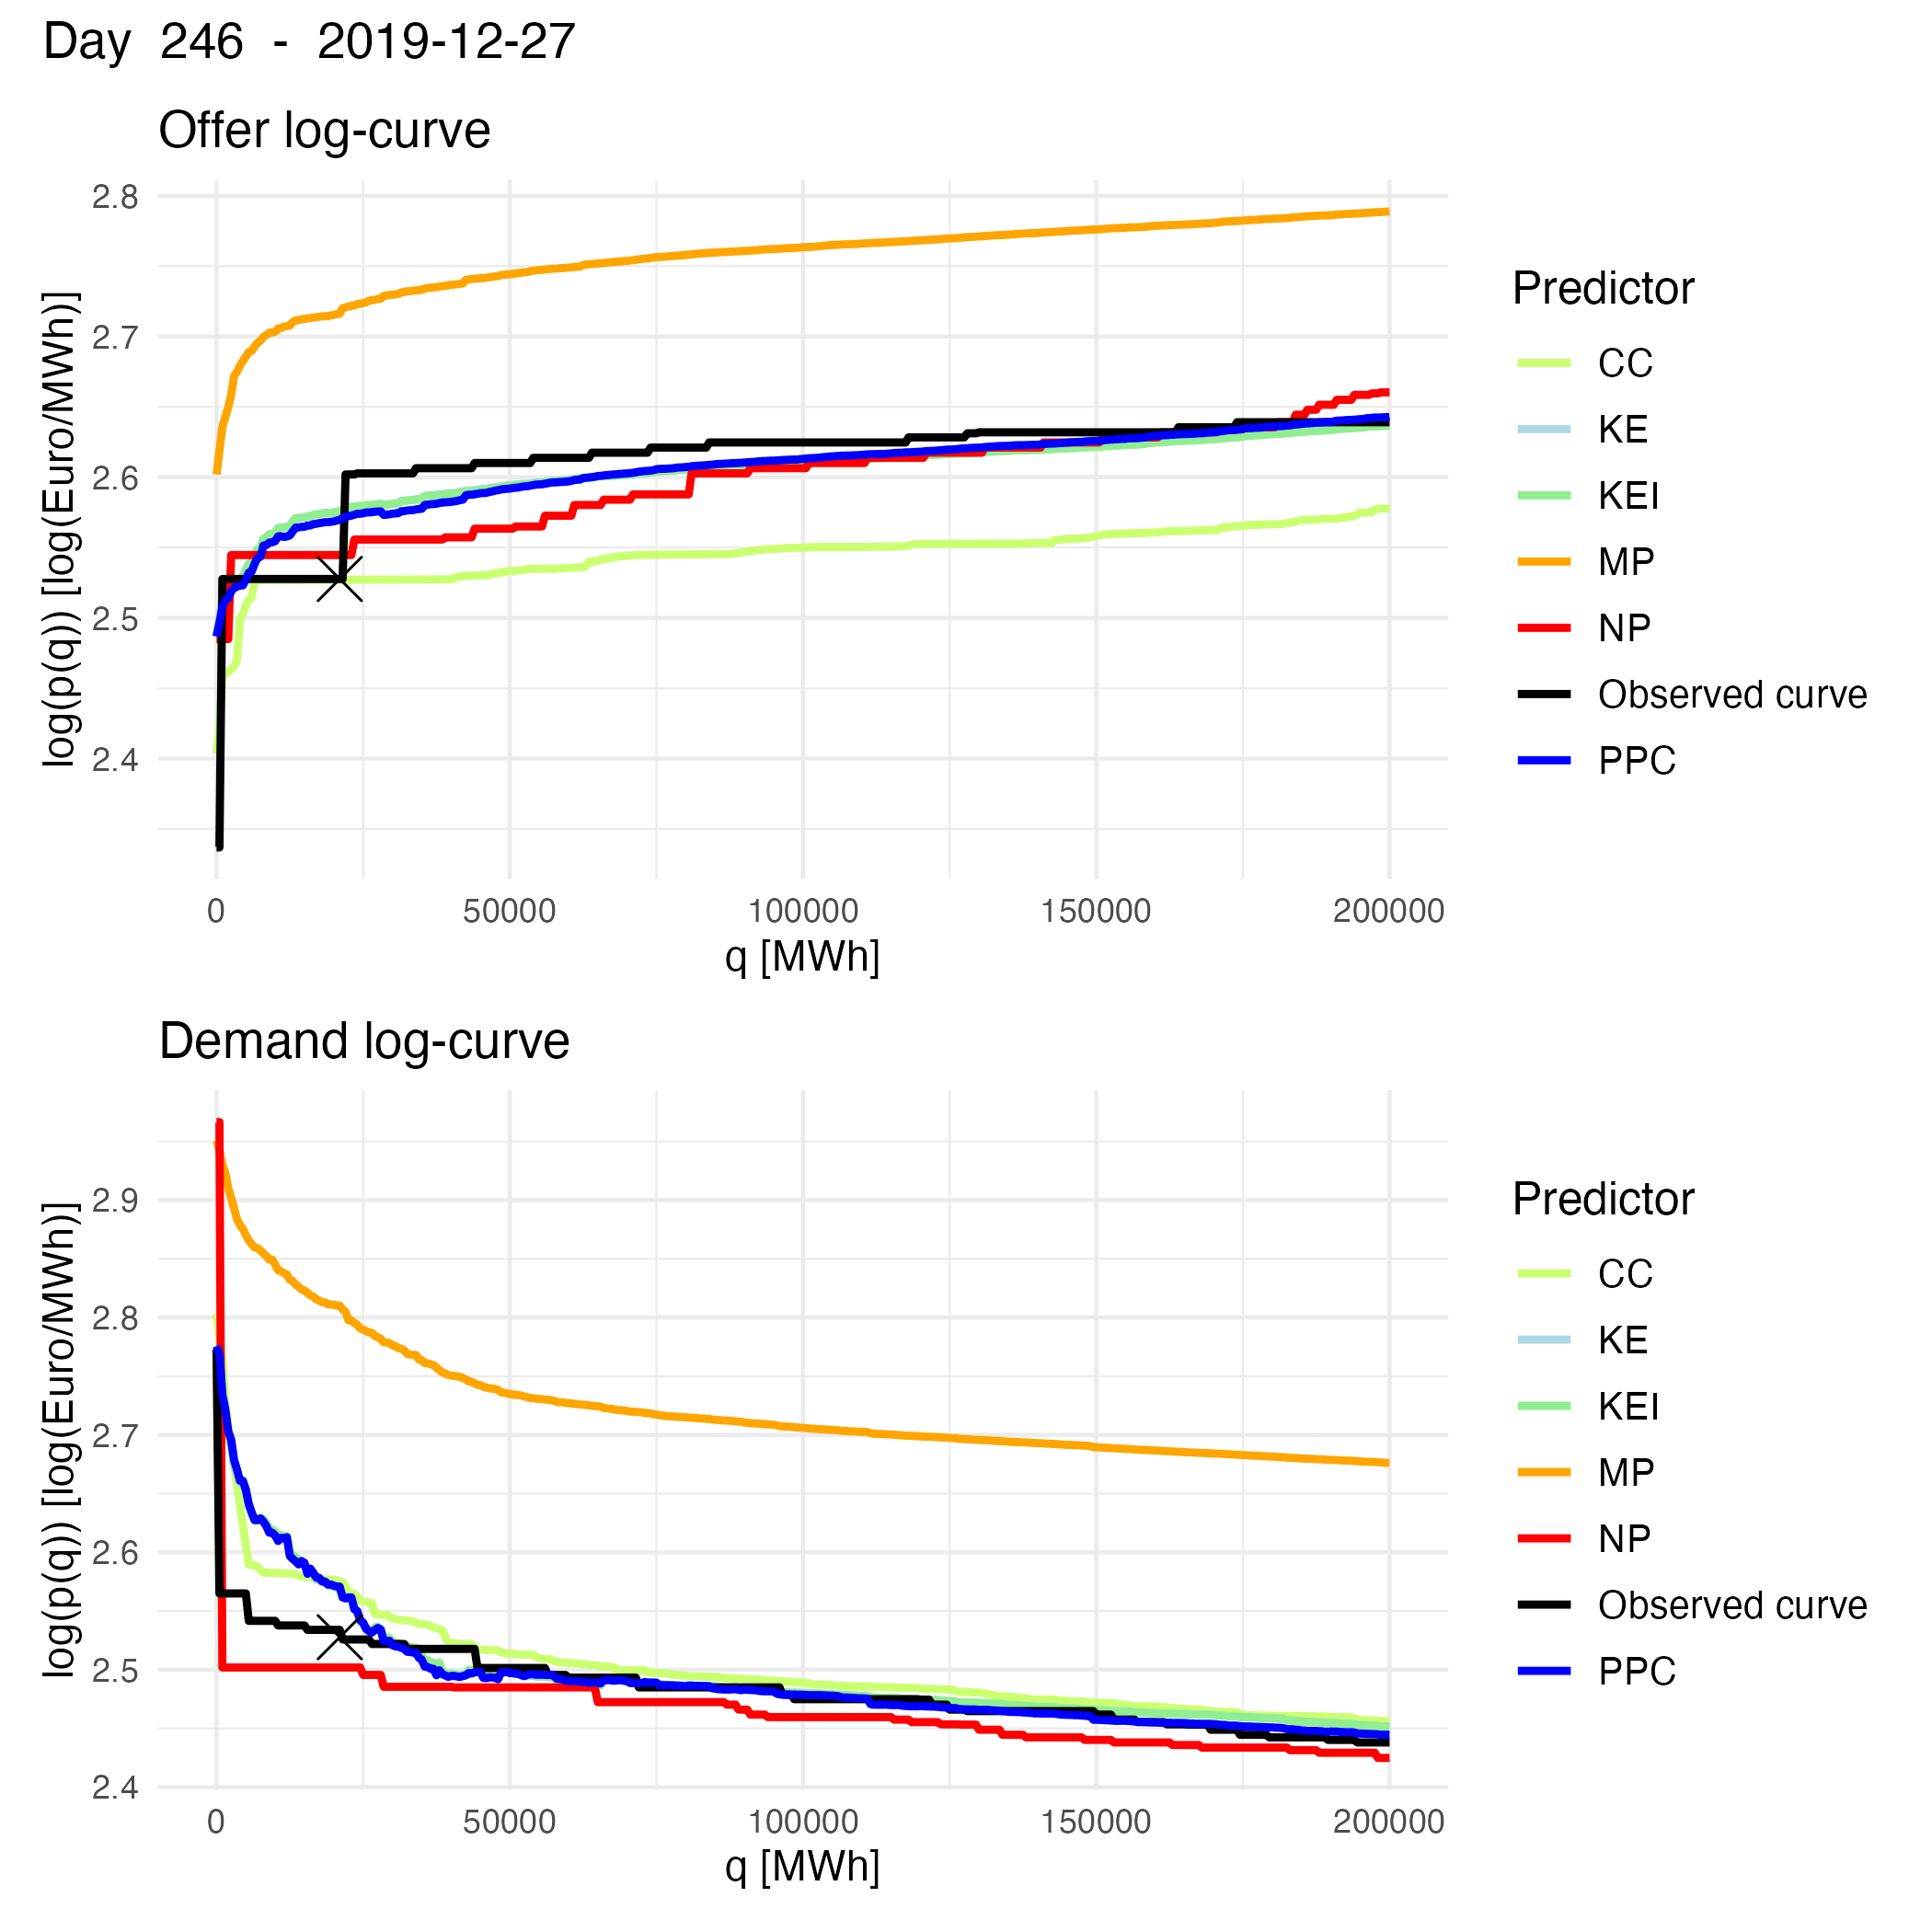 Day 246 - 2019-12-27
Offer log-curve
log(p(q)) [log(Euro/MWh)]
2.8
2.7
2.6
2.5
2.4
0 50000 100000 150000 200000
q [MWh]
Predictor
CC
KE
KEI
MP
NP
Observed curve
PPC
Demand log-curve
log(p(q)) [log(Euro/MWh)]
2.9
2.8
2.7
2.6
2.5
2.4
0 50000 100000 150000 200000
q [MWh]
Predictor
CC
KE
KEI
MP
NP
Observed curve
PPC